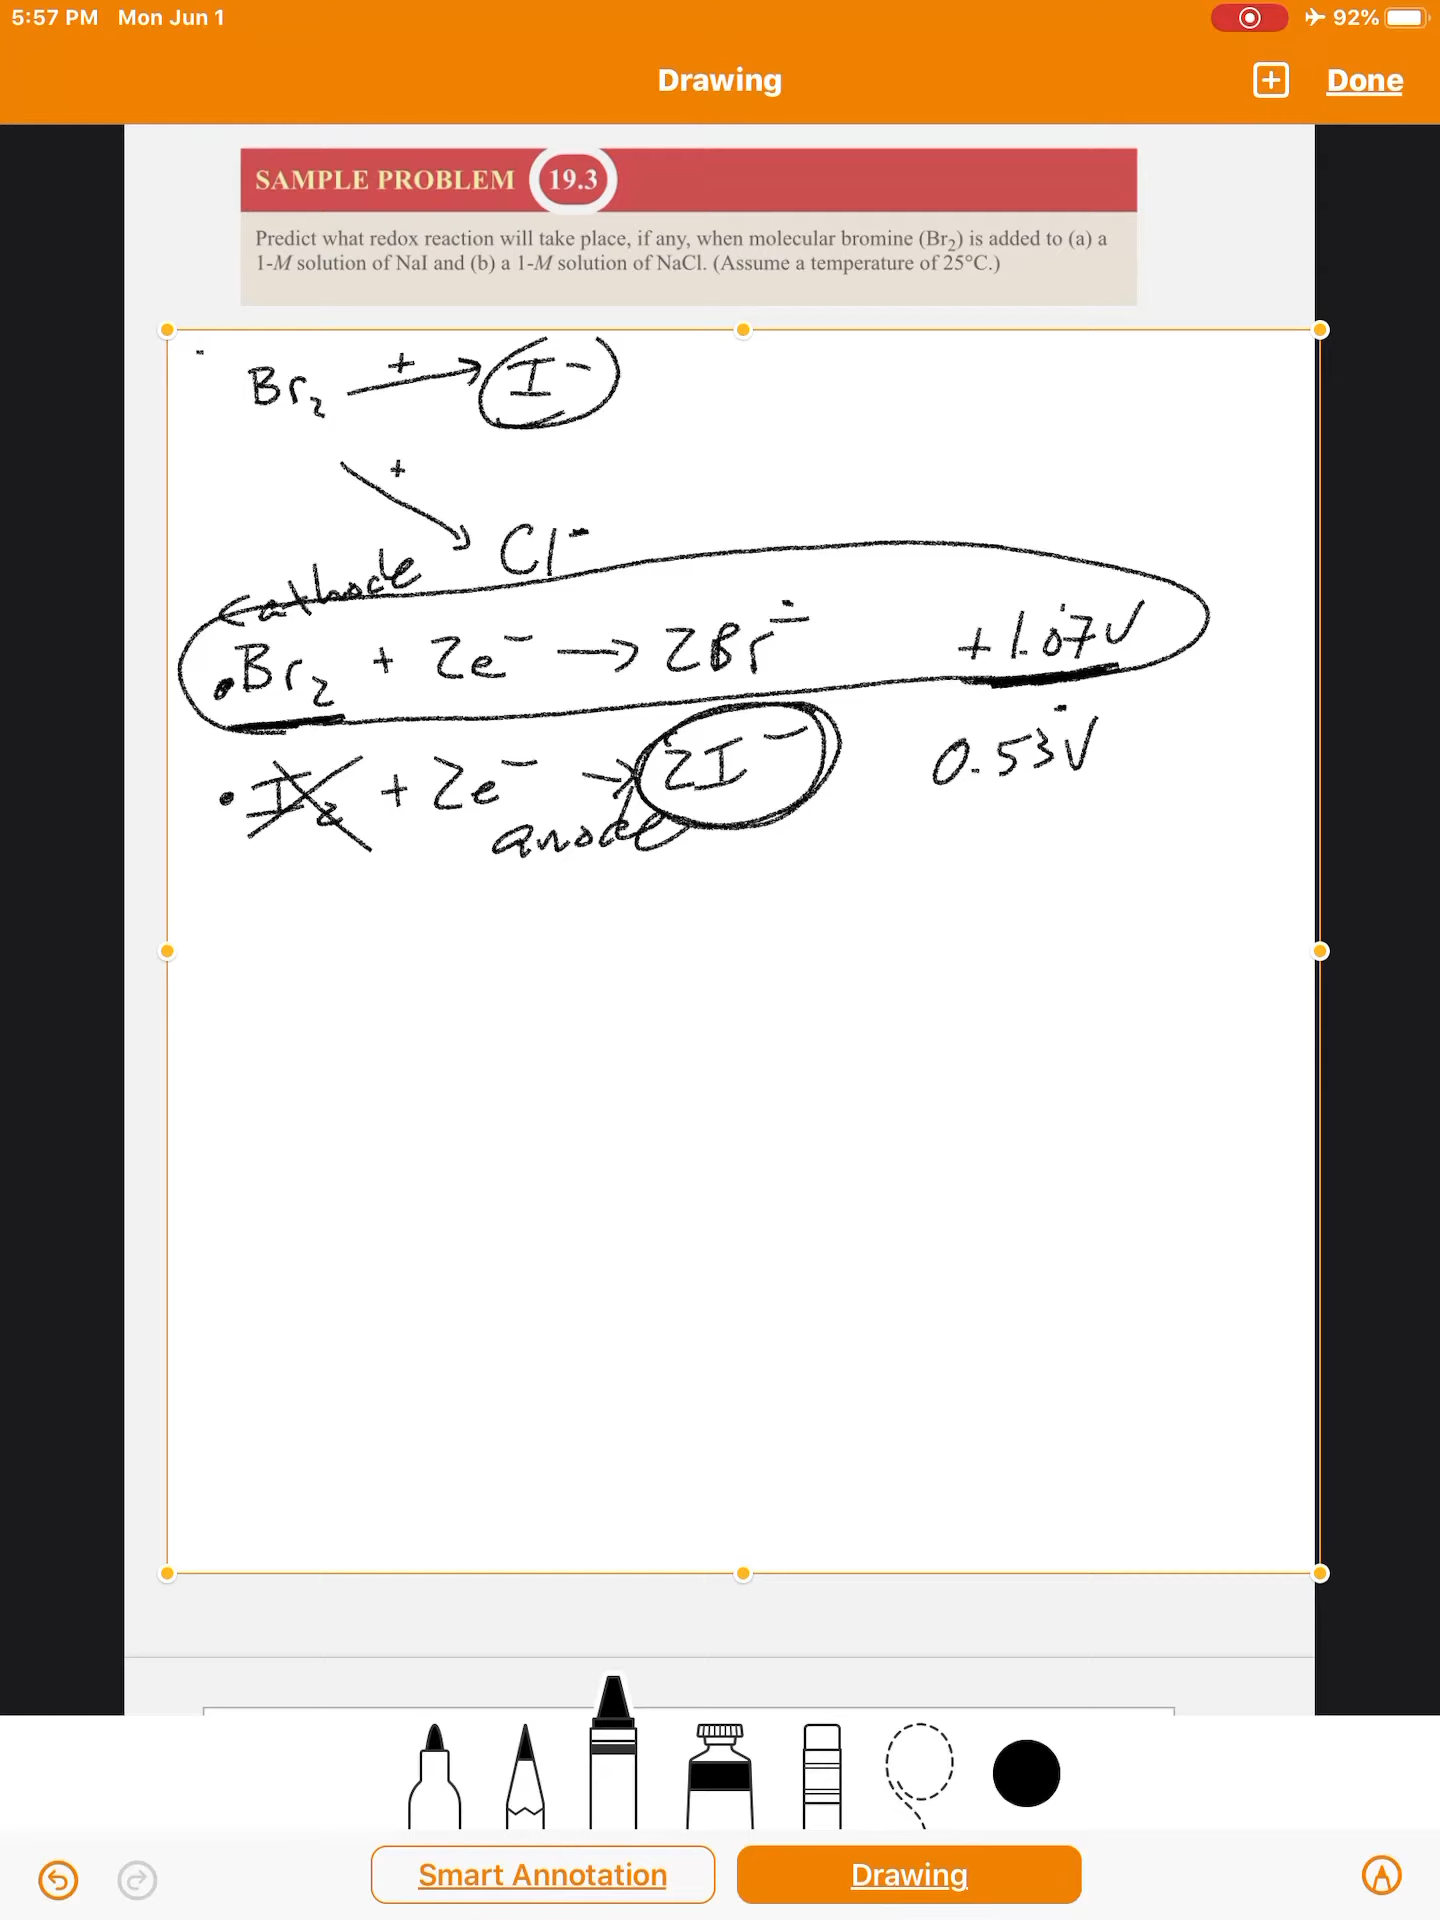 5:57 PM Mon Jun 1
92%
Drawing
Done
SAMPLE PROBLEM 19.3
Predict what redox reaction will take place, if any, when molecular bromine (Br₂) is added to (a) a
1-M solution of NaI and (b) a 1-M solution of NaCl. (Assume a temperature of 25°C.)
Br₂ + → I⁻
+
Cl⁻
cathode
Br₂ + 2e⁻ → 2Br⁻ +1.07V
I₂ + 2e⁻ → 2I⁻ 0.53V
anode
Smart Annotation
Drawing